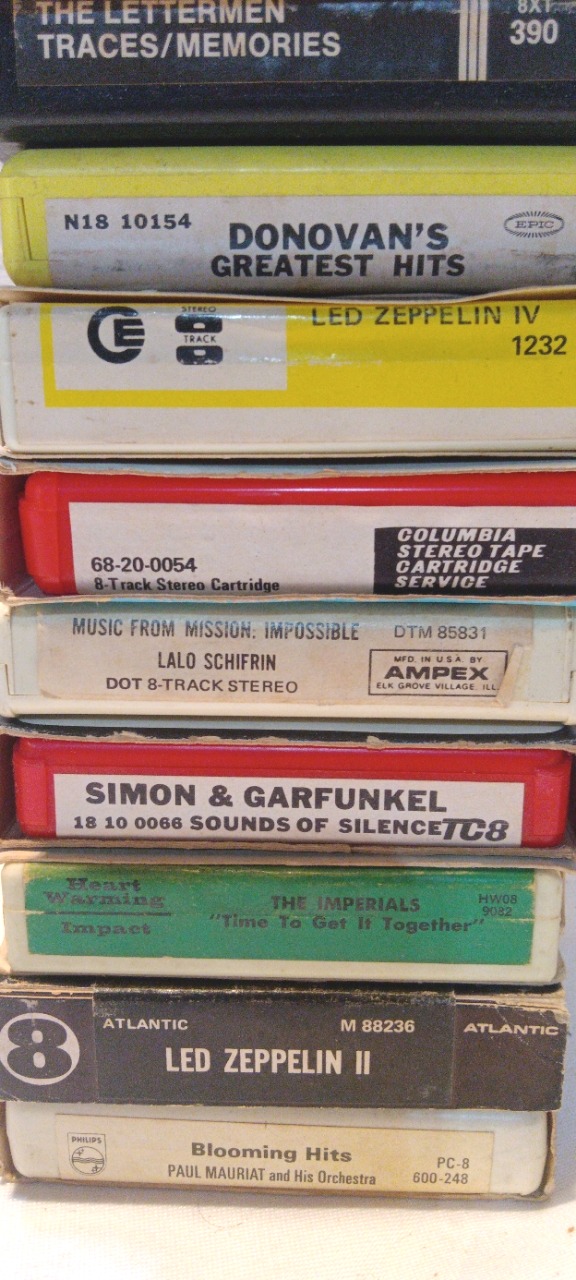 THE LETTERMEN
TRACES/MEMORIES
8XT
390
N18 10154
DONOVAN'S
GREATEST HITS
EPIC
STEREO
8
TRACK
LED ZEPPELIN IV
1232
68-20-0054
8-Track Stereo Cartridge
COLUMBIA
STEREO TAPE
CARTRIDGE
SERVICE
MUSIC FROM MISSION: IMPOSSIBLE
DTM 85831
LALO SCHIFRIN
DOT 8-TRACK STEREO
MFD. IN U.S.A. BY
AMPEX
ELK GROVE VILLAGE, ILL.
SIMON & GARFUNKEL
18 10 0066 SOUNDS OF SILENCE TC8
Heart
Warming
Impact
THE IMPERIALS
"Time To Get It Together"
HW08
9082
8
ATLANTIC
M 88236
ATLANTIC
LED ZEPPELIN II
PHILIPS
Blooming Hits
PAUL MAURIAT and His Orchestra
PC-8
600-248